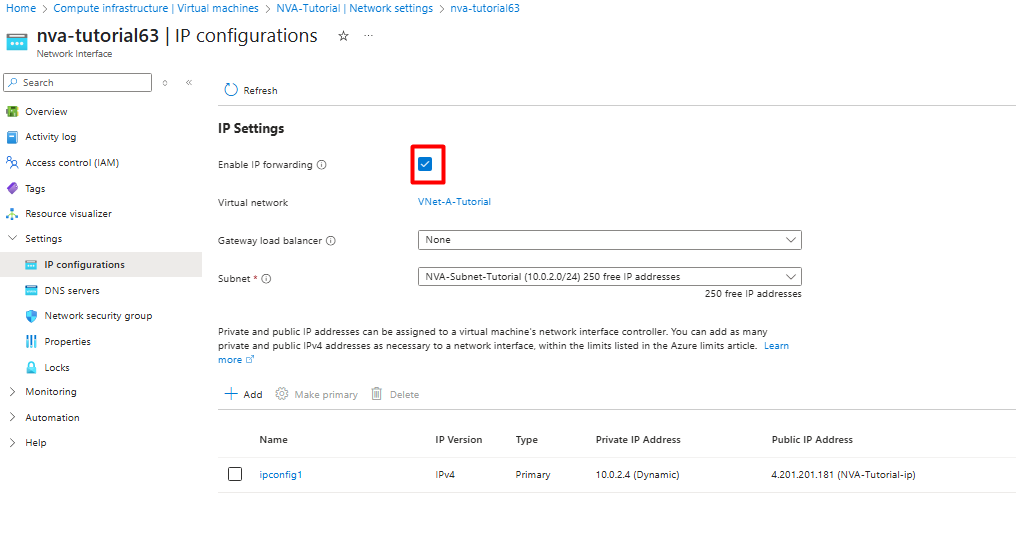 Home > Compute infrastructure | Virtual machines > NVA-Tutorial | Network settings > nva-tutorial63
nva-tutorial63 | IP configurations
Network Interface
Search
Refresh
Overview
Activity log
Access control (IAM)
Tags
Resource visualizer
Settings
IP configurations
DNS servers
Network security group
Properties
Locks
Monitoring
Automation
Help
IP Settings
Enable IP forwarding
Virtual network VNet-A-Tutorial
Gateway load balancer None
Subnet * NVA-Subnet-Tutorial (10.0.2.0/24) 250 free IP addresses
250 free IP addresses
Private and public IP addresses can be assigned to a virtual machine's network interface controller. You can add as many
private and public IPv4 addresses as necessary to a network interface, within the limits listed in the Azure limits article. Learn
more
Add Make primary Delete
Name IP Version Type Private IP Address Public IP Address
ipconfig1 IPv4 Primary 10.0.2.4 (Dynamic) 4.201.201.181 (NVA-Tutorial-ip)